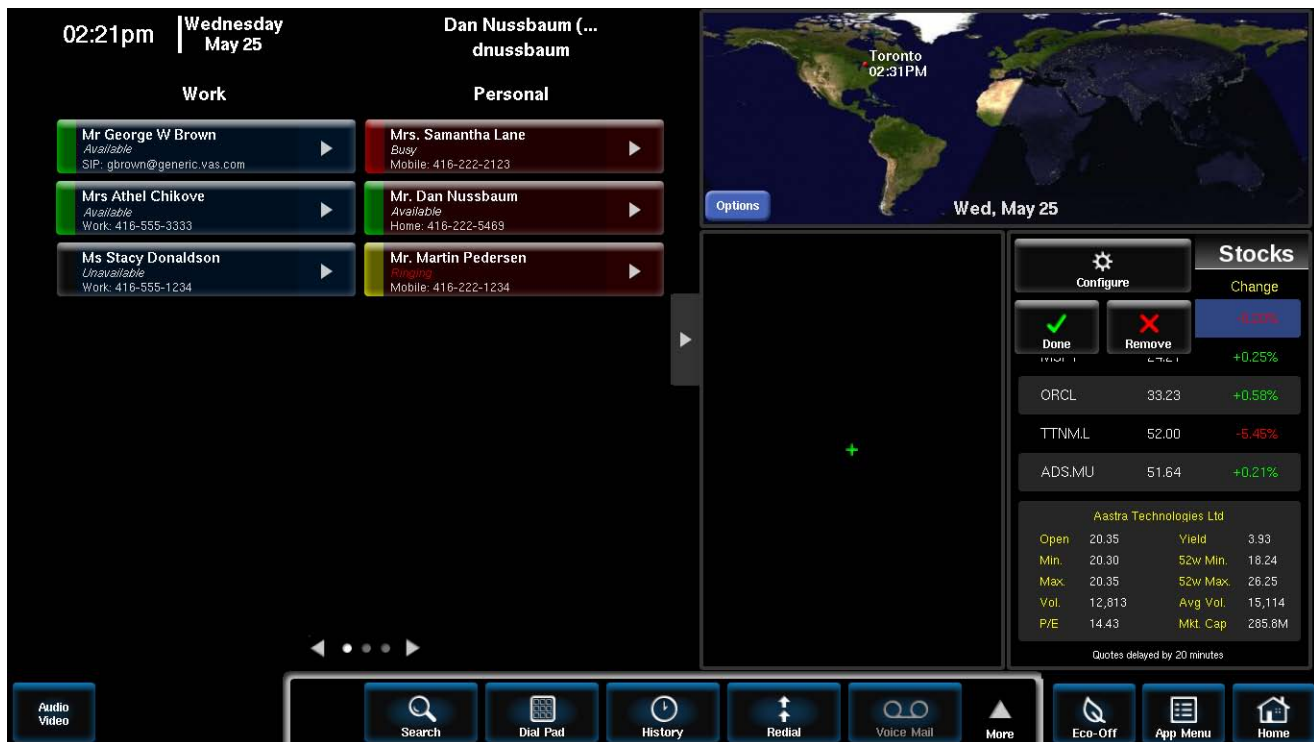 02:21pm
Wednesday
May 25
Dan Nussbaum (...
dnussbaum
Work
Personal
Mr George W Brown
Available
SIP: gbrown@generic.vas.com
Mrs Athel Chikove
Available
Work: 416-555-3333
Ms Stacy Donaldson
Unavailable
Work: 416-555-1234
Mrs. Samantha Lane
Busy
Mobile: 416-222-2123
Mr. Dan Nussbaum
Available
Home: 416-222-5469
Mr. Martin Pedersen
Ringing
Mobile: 416-222-1234
Toronto
02:31PM
Options
Wed, May 25
Configure
Stocks
Change
Done
Remove
+0.25%
ORCL 33.23 +0.58%
TTNM.L 52.00 -5.45%
ADS.MU 51.64 +0.21%
Aastra Technologies Ltd
Open 20.35 Yield 3.93
Min. 20.30 52w Min. 18.24
Max. 20.35 52w Max. 26.25
Vol. 12,813 Avg Vol. 15,114
P/E 14.43 Mkt. Cap 285.8M
Quotes delayed by 20 minutes
Audio
Video
Search
Dial Pad
History
Redial
Voice Mail
More
Eco-Off
App Menu
Home